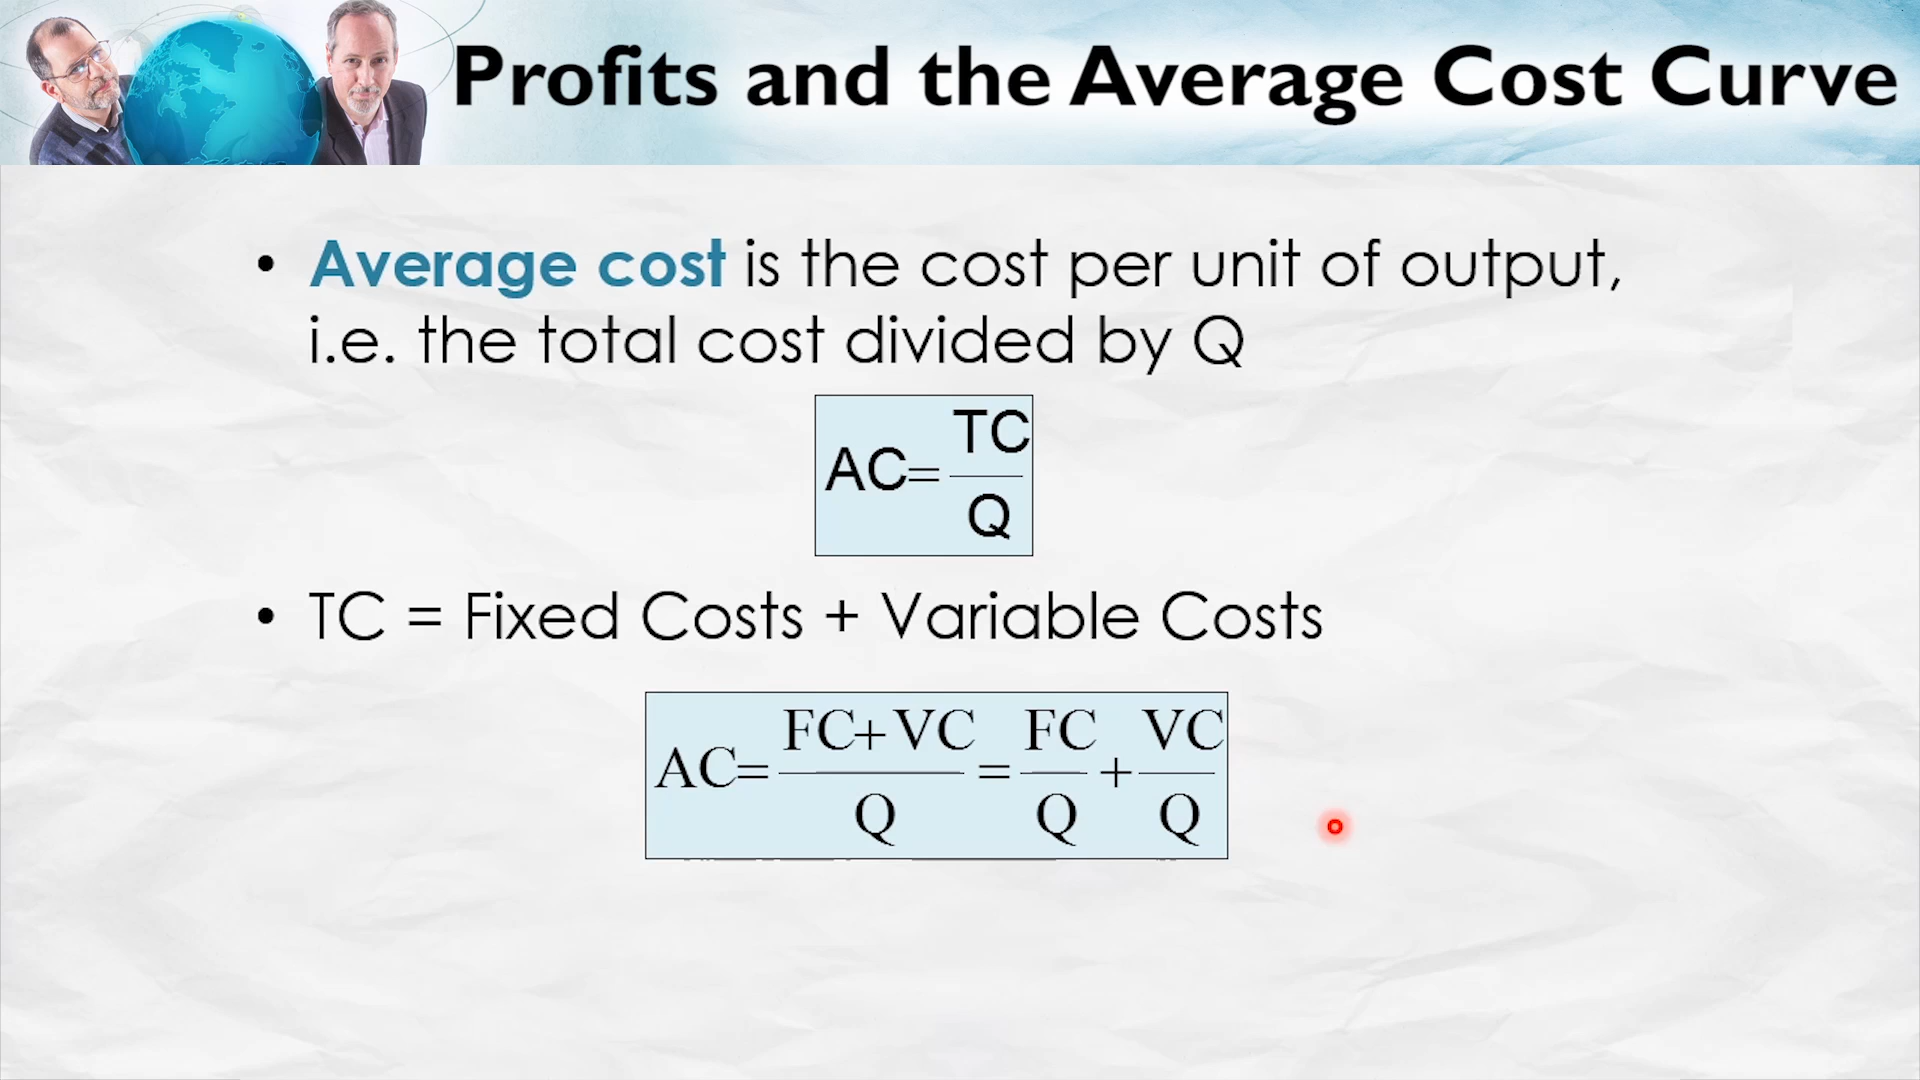 Profits and the Average Cost Curve
• Average cost is the cost per unit of output,
i.e. the total cost divided by Q
AC= TC/Q
• TC = Fixed Costs + Variable Costs
AC= FC+VC/Q = FC/Q + VC/Q